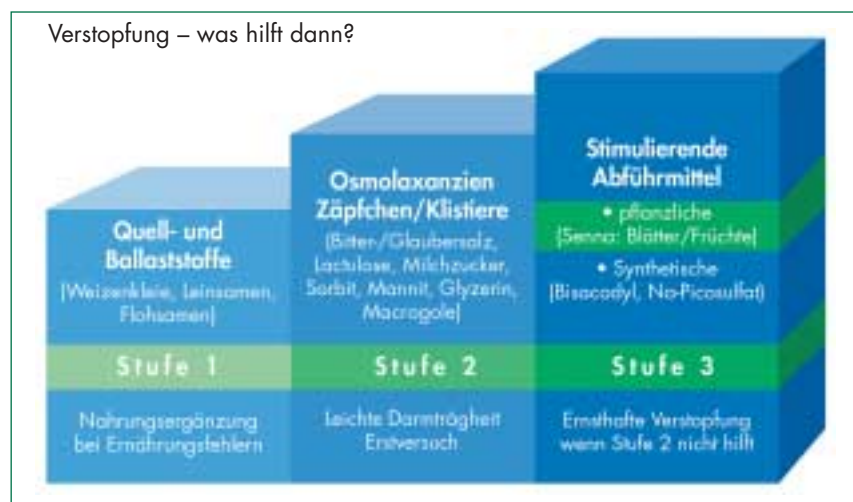 Verstopfung – was hilft dann?
Quell- und
Ballaststoffe
(Weizenkleie, Leinsamen,
Flohsamen)
Stufe 1
Nahrungsergänzung
bei Ernährungsfehlern
Osmolaxanzien
Zäpfchen/Klistiere
(Bitter-/Glaubersalz,
Lactulose, Milchzucker,
Sorbit, Mannit, Glyzerin,
Macrogole)
Stufe 2
Leichte Darmträgheit
Erstversuch
Stimulierende
Abführmittel
• pflanzliche
(Senna: Blätter/Früchte)
• Synthetische
(Bisacodyl, Na-Picosulfat)
Stufe 3
Ernsthafte Verstopfung
wenn Stufe 2 nicht hilft